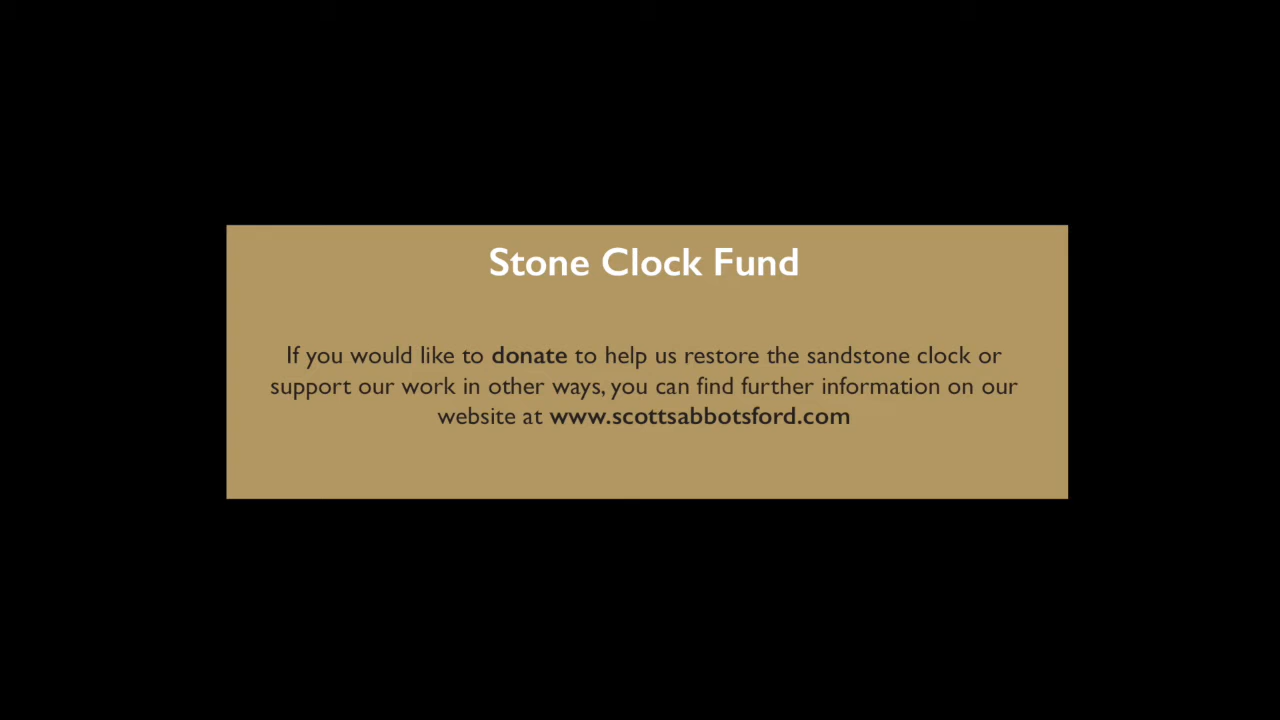 Stone Clock Fund
If you would like to donate to help us restore the sandstone clock or
support our work in other ways, you can find further information on our
website at www.scottsabbotsford.com